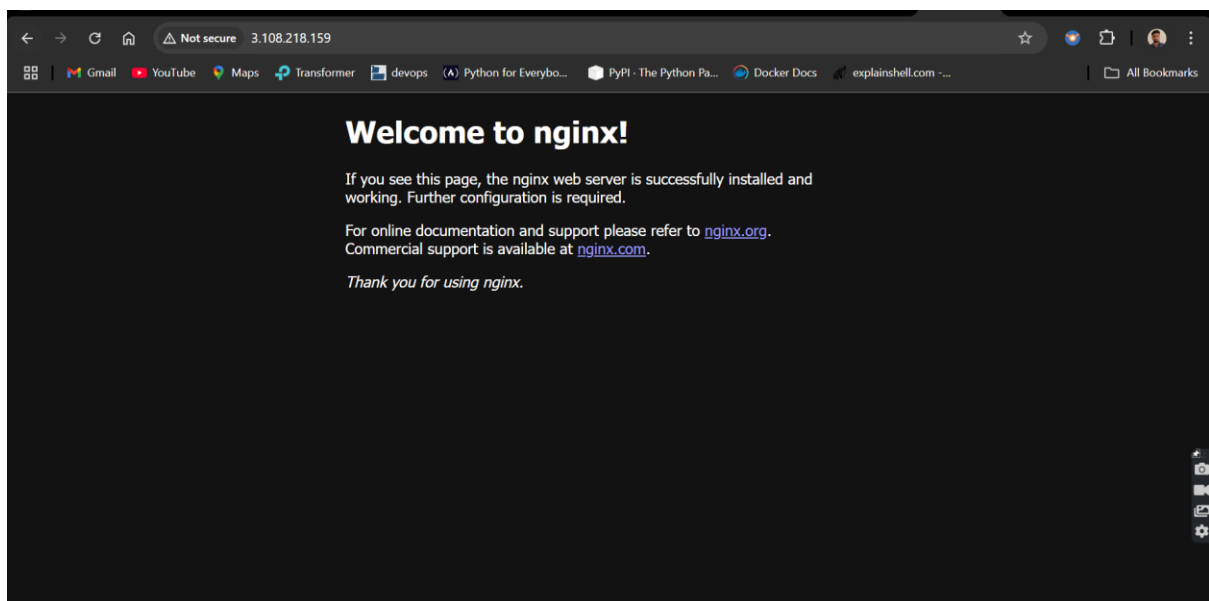 Not secure 3.108.218.159
Gmail YouTube Maps Transformer devops Python for Everybo... PyPI · The Python Pa... Docker Docs explainshell.com -... All Bookmarks
Welcome to nginx!
If you see this page, the nginx web server is successfully installed and
working. Further configuration is required.
For online documentation and support please refer to nginx.org.
Commercial support is available at nginx.com.
Thank you for using nginx.